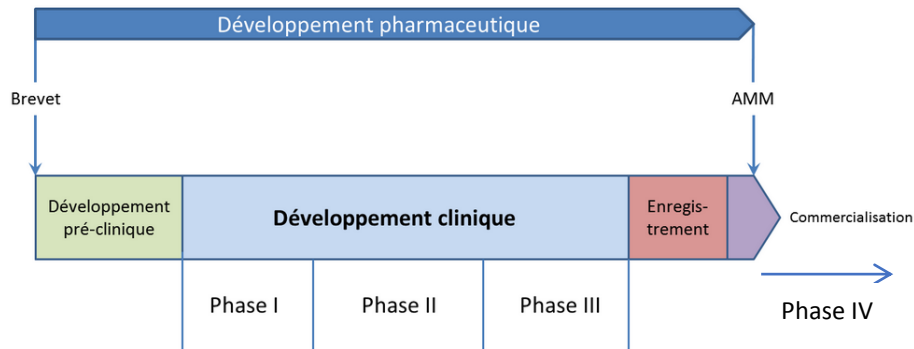 Développement pharmaceutique
Brevet
AMM
Développement
pré-clinique
Développement clinique
Enregis-
trement
Commercialisation
Phase I
Phase II
Phase III
Phase IV